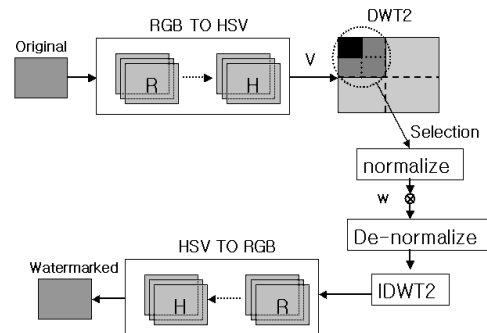 RGB TO HSV
DWT2
Original
R
H
V
Selection
normalize
w
De-normalize
HSV TO RGB
Watermarked
H
R
IDWT2